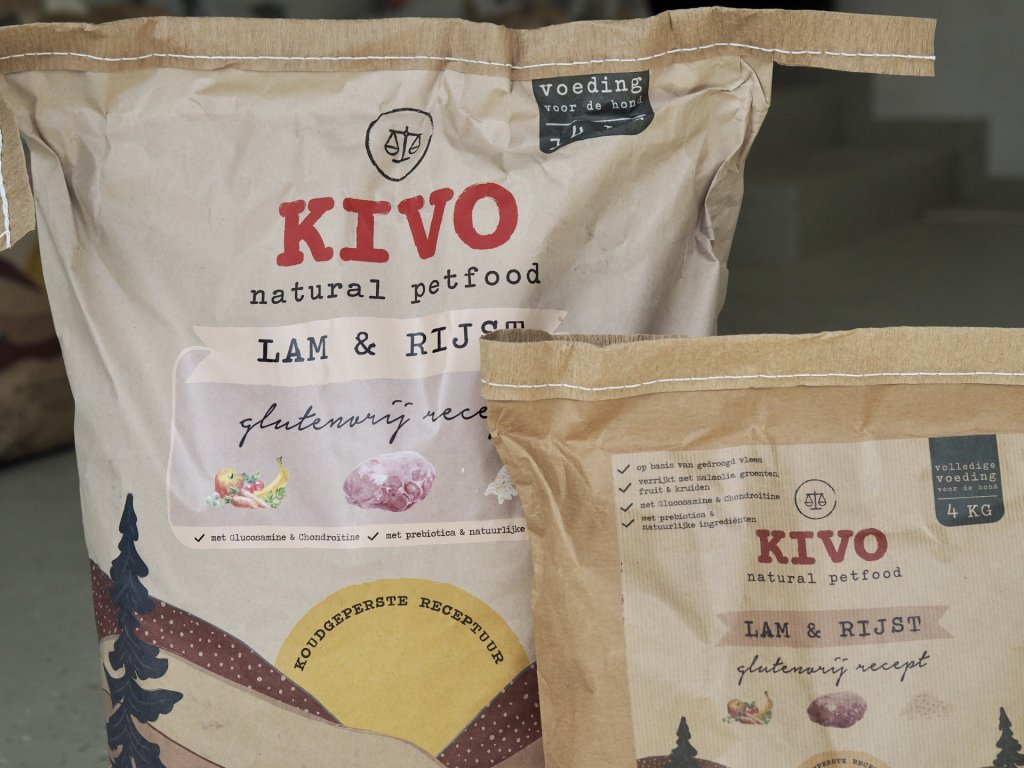 voeding
voor de hond
KIVO
natural petfood
LAM & RIJST
glutenvrij
✓ met Glucosamine & Chondroïtine ✓ met prebiotica & natuurlijke
KOUDGEPERSTE RECEPTUUR
✓ op basis van gedroogd vlees
✓ verrijkt met zalmolie, groenten,
fruit & kruiden
✓ met Glucosamine & Chondroïtine
✓ met prebiotica &
natuurlijke ingrediënten
volledige
voeding
voor de hond
4 KG
KIVO
natural petfood
LAM & RIJST
glutenvrij recept
RECEPTUUR